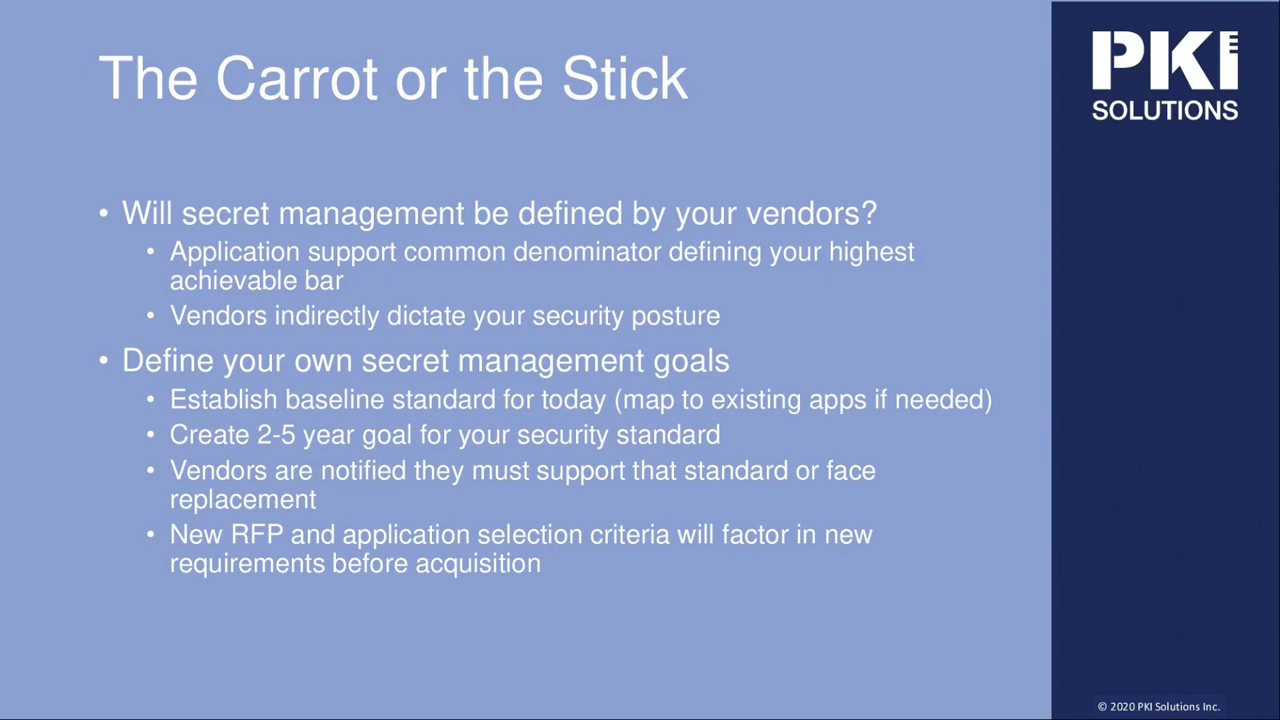 The Carrot or the Stick
PKI
SOLUTIONS
• Will secret management be defined by your vendors?
• Application support common denominator defining your highest
achievable bar
• Vendors indirectly dictate your security posture
• Define your own secret management goals
• Establish baseline standard for today (map to existing apps if needed)
• Create 2-5 year goal for your security standard
• Vendors are notified they must support that standard or face
replacement
• New RFP and application selection criteria will factor in new
requirements before acquisition
© 2020 PKI Solutions Inc.